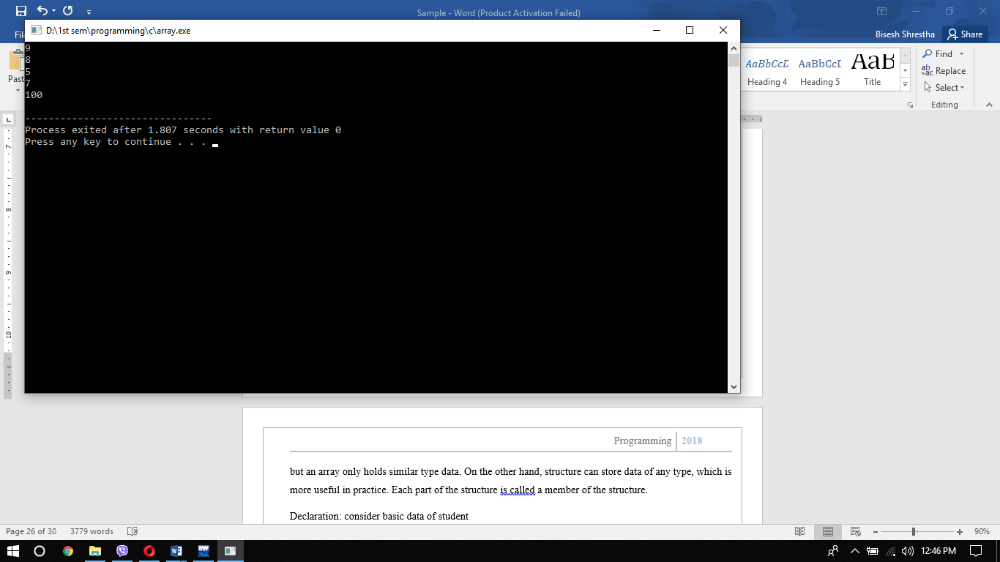 Sample - Word (Product Activation Failed)
D:\1st sem\programming\c\array.exe
Bisesh Shrestha
Share
9
8
5
7
100
--------------------------------
Process exited after 1.807 seconds with return value 0
Press any key to continue . . .
AaBbCcD AaBbCcI AaB
Heading 4 Heading 5 Title
Find
Replace
Select
Editing
7
8
9
10
Programming 2018
but an array only holds similar type data. On the other hand, structure can store data of any type, which is
more useful in practice. Each part of the structure is called a member of the structure.
Declaration: consider basic data of student
Page 26 of 30 3779 words
90%
12:46 PM